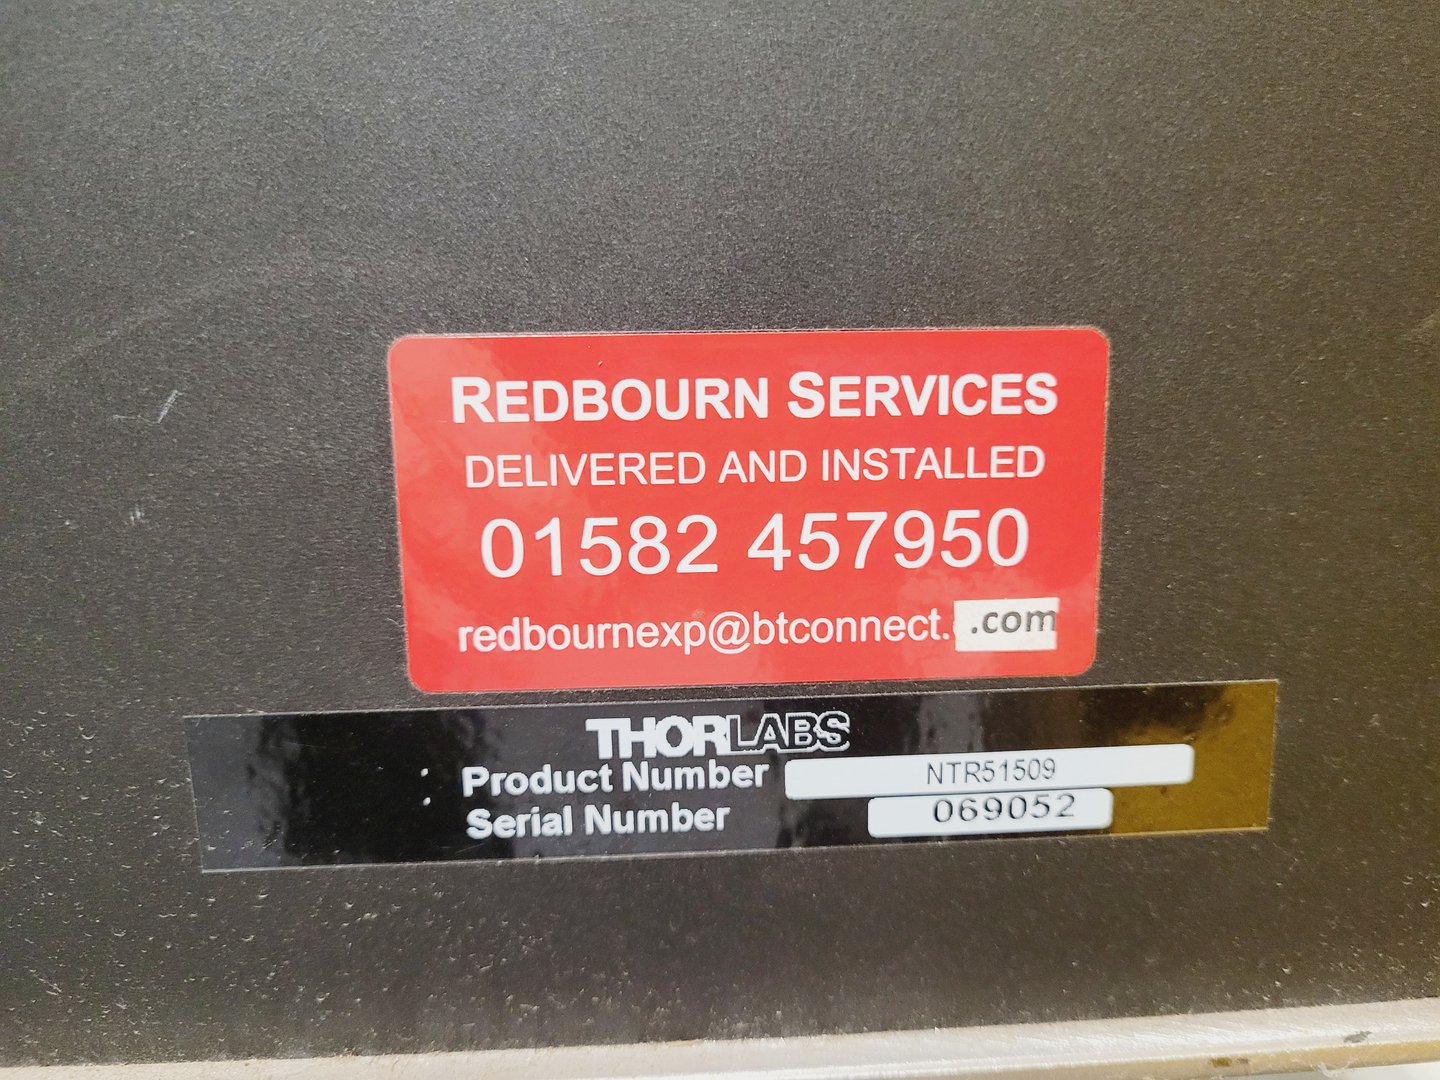 REDBOURN SERVICES
DELIVERED AND INSTALLED
01582 457950
redbournexp@btconnect. .com
THORLABS
Product Number NTR51509
Serial Number 069052